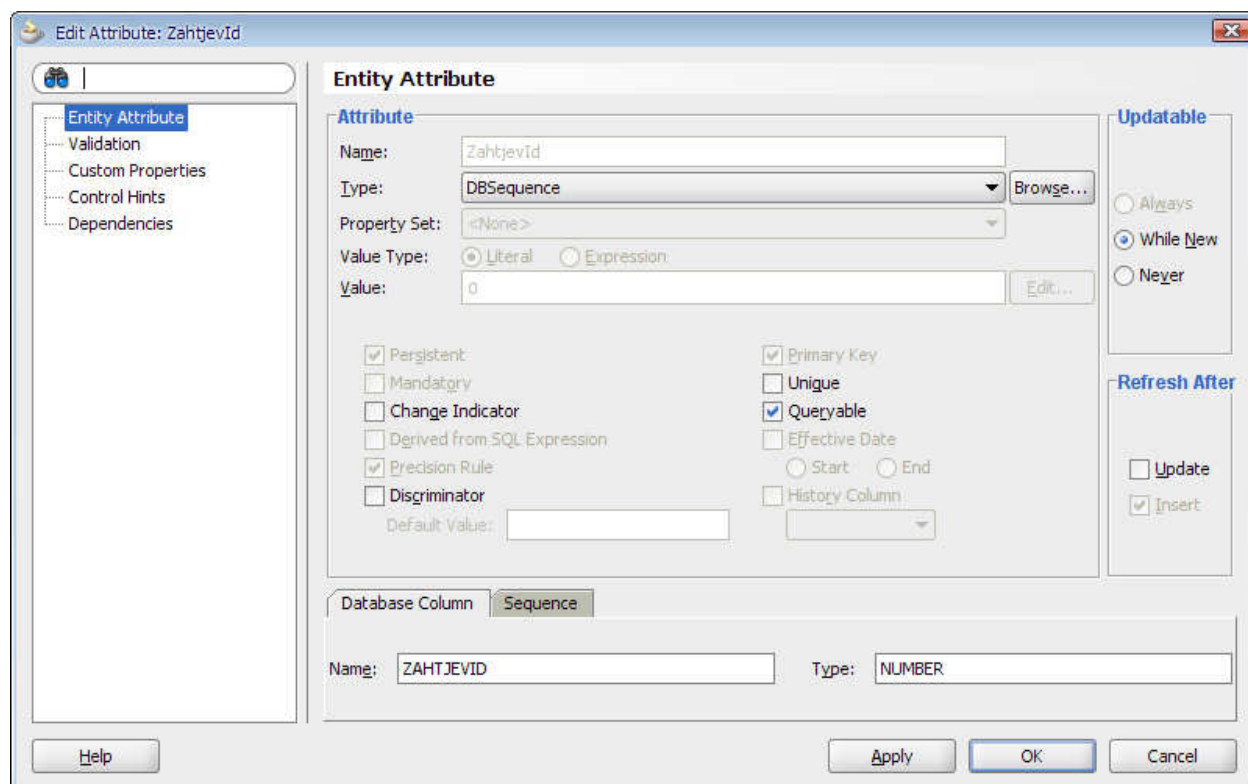 Edit Attribute: ZahtjevId
Entity Attribute
Validation
Custom Properties
Control Hints
Dependencies
Entity Attribute
Attribute
Name: ZahtjevId
Type: DBSequence Browse...
Property Set: <None>
Value Type: Literal Expression
Value: 0 Edit...
Persistent Primary Key
Mandatory Unique
Change Indicator Queryable
Derived from SQL Expression Effective Date
Precision Rule Start End
Discriminator History Column
Default Value:
Updatable
Always
While New
Never
Refresh After
Update
Insert
Database Column Sequence
Name: ZAHTJEVID Type: NUMBER
Help Apply OK Cancel